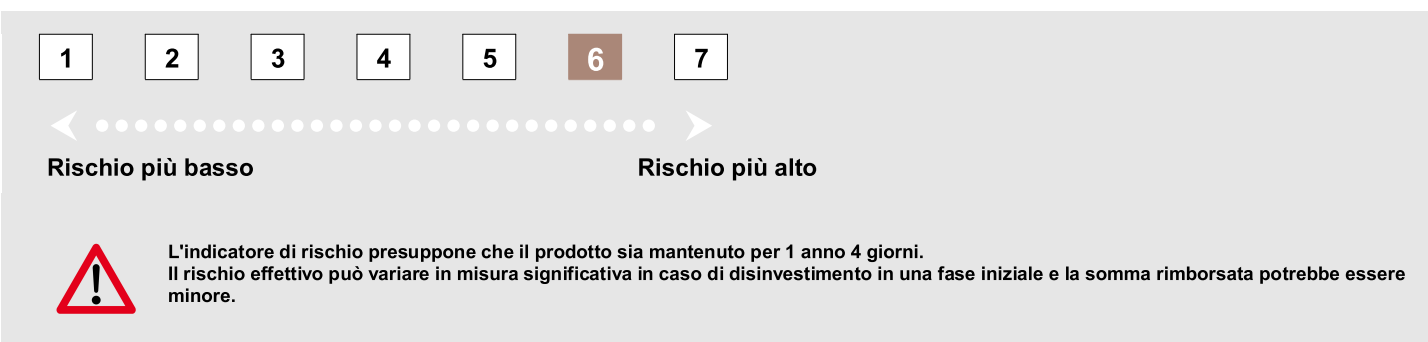 1 2 3 4 5 6 7
Rischio più basso Rischio più alto
L'indicatore di rischio presuppone che il prodotto sia mantenuto per 1 anno 4 giorni.
Il rischio effettivo può variare in misura significativa in caso di disinvestimento in una fase iniziale e la somma rimborsata potrebbe essere
minore.